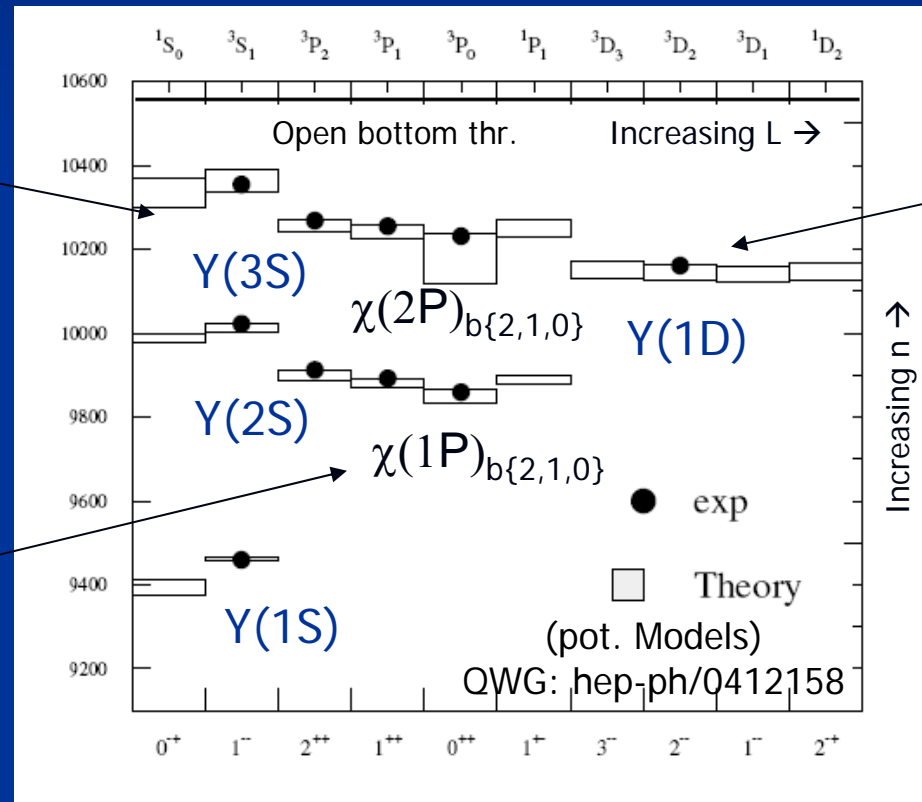 ¹S₀ ³S₁ ³P₂ ³P₁ ³P₀ ¹P₁ ³D₃ ³D₂ ³D₁ ¹D₂
10600
Open bottom thr. Increasing L →
10400
10200
Υ(3S)
χ(2P)b{2,1,0}
Υ(1D)
10000
Increasing n →
9800
Υ(2S)
χ(1P)b{2,1,0}
9600
exp
9400
Theory
Υ(1S)
(pot. Models)
9200
QWG: hep-ph/0412158
0⁻⁺ 1⁻⁻ 2⁺⁺ 1⁺⁺ 0⁺⁺ 1⁺⁻ 3⁻⁻ 2⁻⁻ 1⁻⁻ 2⁻⁺